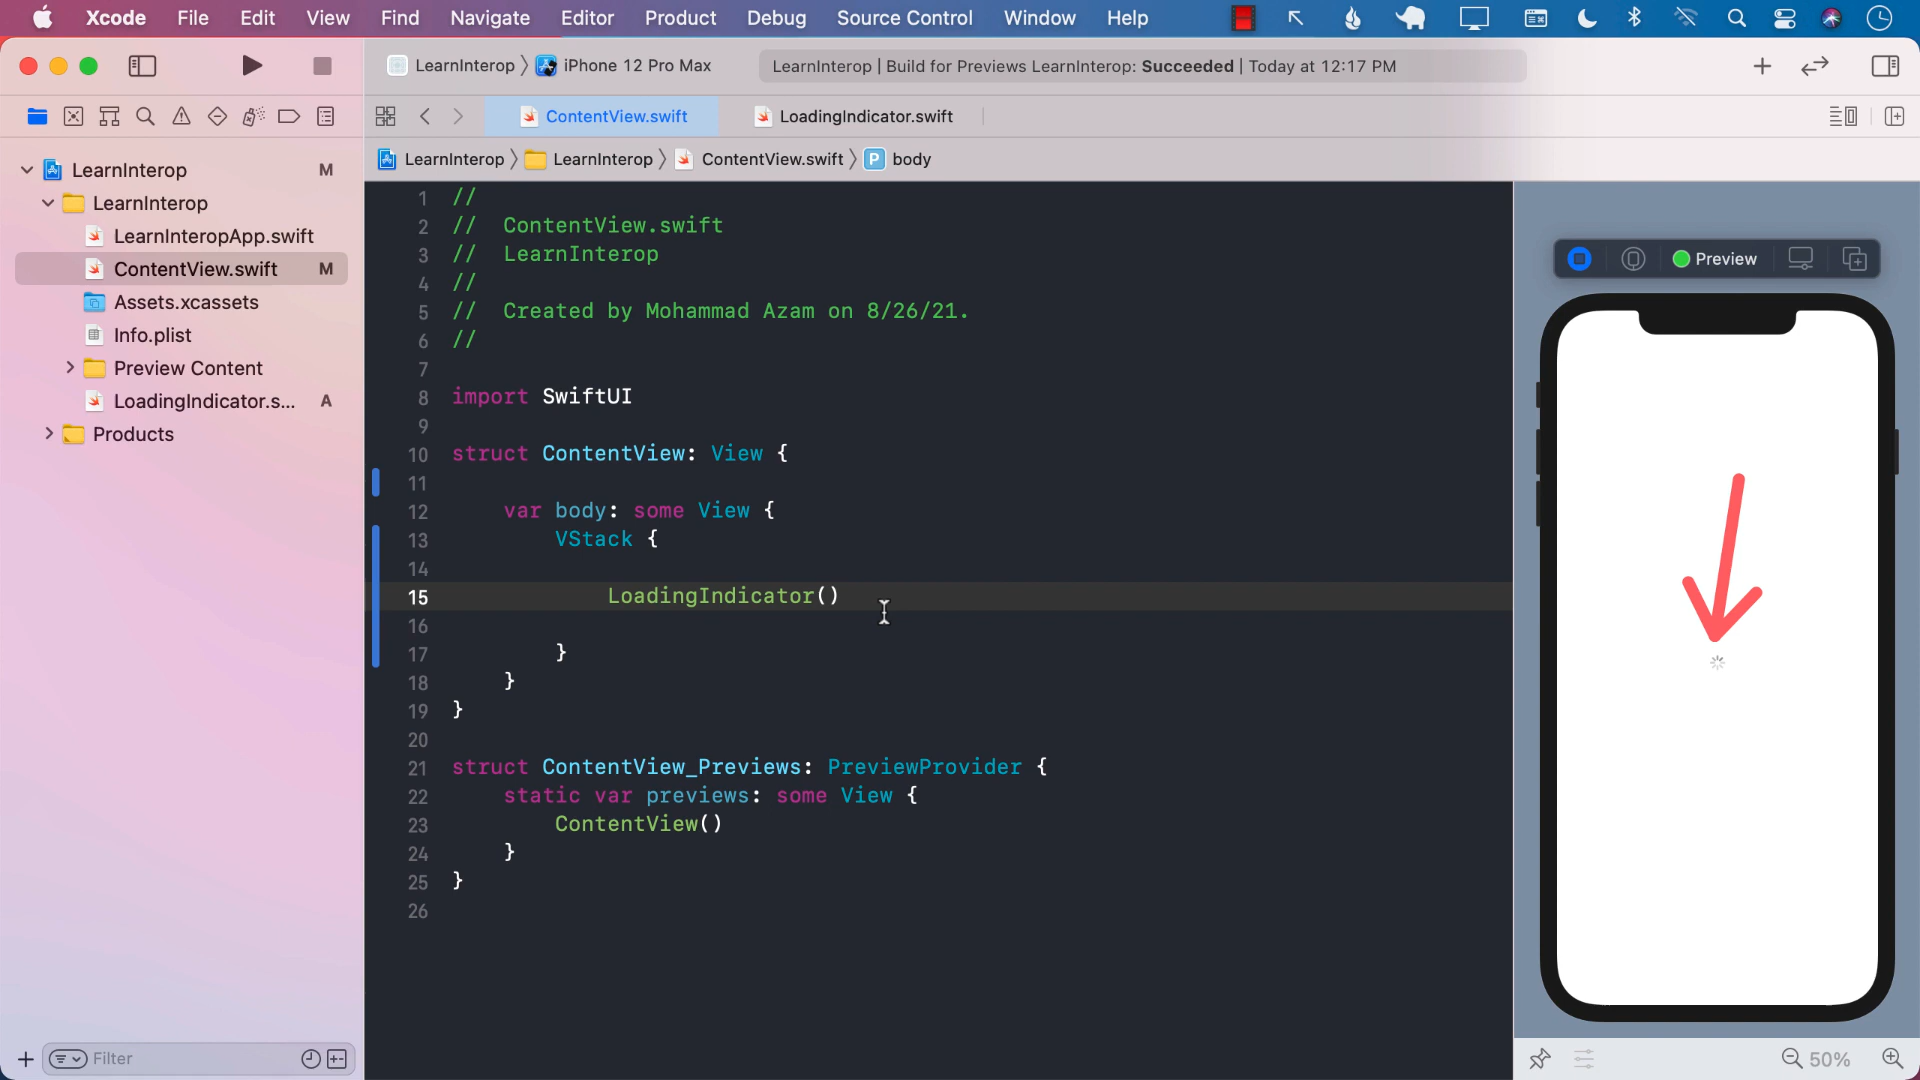 Xcode File Edit View Find Navigate Editor Product Debug Source Control Window Help
LearnInterop 〉 iPhone 12 Pro Max
LearnInterop | Build for Previews LearnInterop: Succeeded | Today at 12:17 PM
ContentView.swift
LoadingIndicator.swift
LearnInterop 〉 LearnInterop 〉 ContentView.swift 〉 P body
LearnInterop M
LearnInterop
LearnInteropApp.swift
ContentView.swift M
Assets.xcassets
Info.plist
Preview Content
LoadingIndicator.s... A
Products
Filter
1 //
2 //  ContentView.swift
3 //  LearnInterop
4 //
5 //  Created by Mohammad Azam on 8/26/21.
6 //
7
8 import SwiftUI
9
10 struct ContentView: View {
11
12     var body: some View {
13         VStack {
14
15             LoadingIndicator()
16
17         }
18     }
19 }
20
21 struct ContentView_Previews: PreviewProvider {
22     static var previews: some View {
23         ContentView()
24     }
25 }
26
Preview
50%